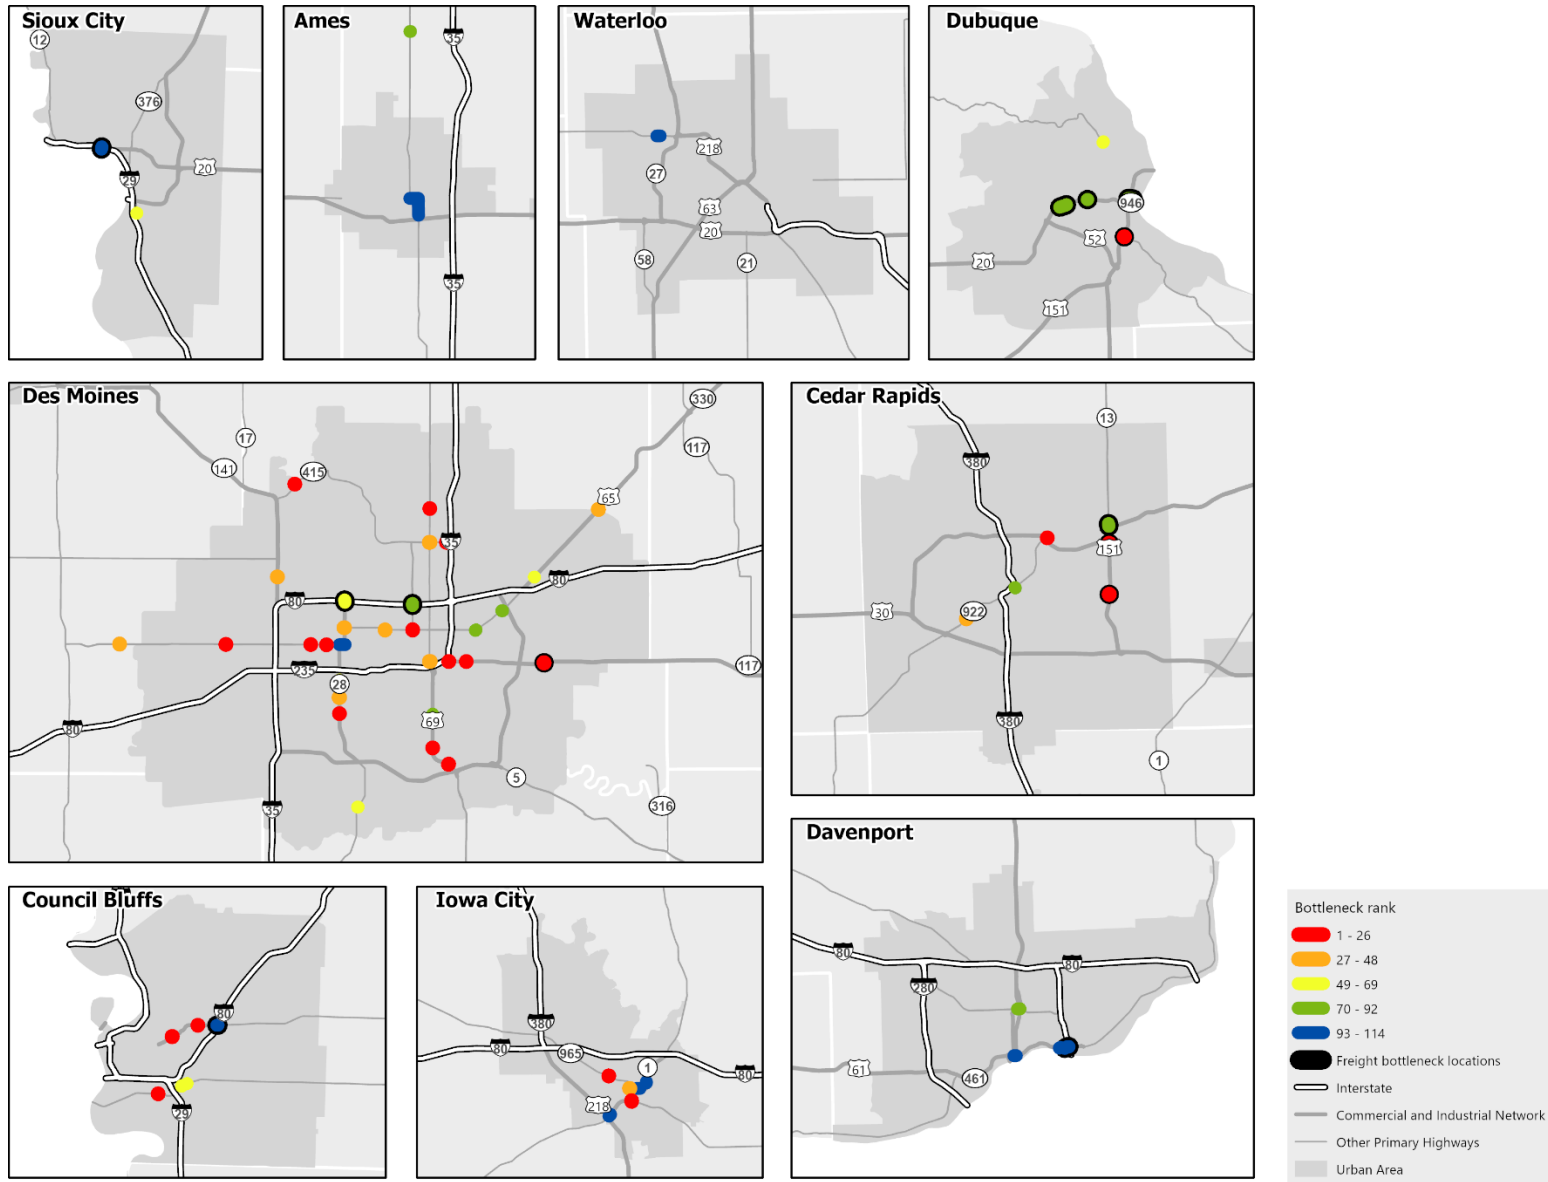 Sioux City
12
376
20
29
Ames
35
35
Waterloo
218
27
63
20
58
21
Dubuque
946
52
20
151
Des Moines
330
17
117
141
415
65
35
80
80
235
117
28
69
80
5
35
316
Cedar Rapids
13
380
151
922
30
380
1
Council Bluffs
80
29
Iowa City
380
80
965
1
80
218
Davenport
80
80
280
61
461
Bottleneck rank
1 - 26
27 - 48
49 - 69
70 - 92
93 - 114
Freight bottleneck locations
Interstate
Commercial and Industrial Network
Other Primary Highways
Urban Area